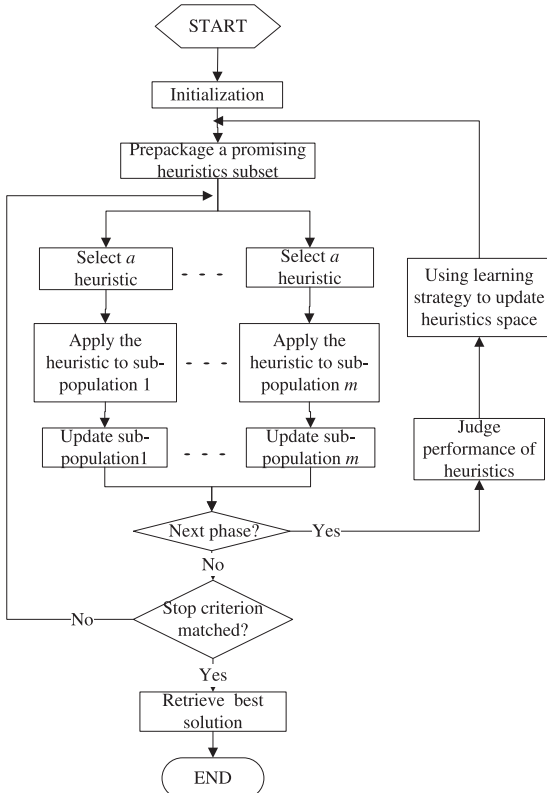 START
Initialization
Prepackage a promising
heuristics subset
Select a
heuristic
- - -
Select a
heuristic
Using learning
strategy to update
heuristics space
Apply the
heuristic to sub-
population 1
- - -
Apply the
heuristic to sub-
population m
Update sub-
population1
- - -
Update sub-
population m
Judge
performance of
heuristics
Next phase?
Yes
No
Stop criterion
matched?
No
Yes
Retrieve best
solution
END